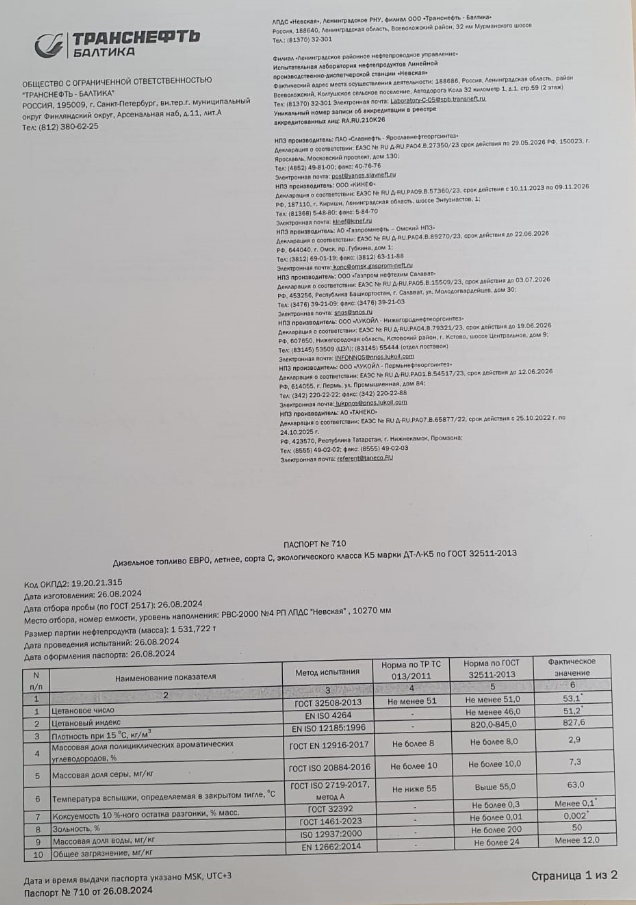 ТРАНСНЕФТЬ
БАЛТИКА
ОБЩЕСТВО С ОГРАНИЧЕННОЙ ОТВЕТСТВЕННОСТЬЮ
"ТРАНСНЕФТЬ - БАЛТИКА"
РОССИЯ, 195009, г. Санкт-Петербург, вн.тер.г. муниципальный
округ Финляндский округ, Арсенальная наб, д.11, лит.А
Тел: (812) 380-62-25
ЛПДС «Невская», Ленинградское РНУ, филиал ООО «Транснефть - Балтика»
Россия, 188640, Ленинградская область, Всеволожский район, 32 км Мурманского шоссе
Тел.: (81370) 32-301
Филиал «Ленинградское районное нефтепроводное управление»
Испытательная лаборатория нефтепродуктов Линейной
производственно-диспетчерской станции «Невская»
Фактический адрес места осуществления деятельности: 188686, Россия, Ленинградская область, район
Всеволожский, Колтушское сельское поселение, Автодорога Кола 32 километр 1, д.1, стр.59 (2 этаж)
Тел: (81370) 32-301 Электронная почта: Laboratory-C-05@spb.transneft.ru
Уникальный номер записи об аккредитации в реестре
аккредитованных лиц: RA.RU.210K26
НПЗ производитель: ПАО «Славнефть - Ярославнефтеоргсинтез»
Декларация о соответствии: ЕАЭС № RU Д-RU.РА04.В.27350/23 срок действия по 29.05.2026 РФ, 150023, г.
Ярославль, Московский проспект, дом 130;
Тел: (4852) 49-81-00; факс: 40-76-76
Электронная почта: post@yanos.slavneft.ru
НПЗ производитель: ООО «КИНЕФ»
Декларация о соответствии: ЕАЭС № RU Д-RU.РА09.В.57360/23, срок действия с 10.11.2023 по 09.11.2026
РФ, 187110, г. Кириши, Ленинградская область, шоссе Энтузиастов, 1;
Тел: (81368) 5-48-80; факс: 5-64-70
Электронная почта: kinef@kinef.ru
НПЗ производитель: АО «Газпромнефть - Омский НПЗ»
Декларация о соответствии: ЕАЭС № RU Д-RU.РА04.В.89270/23, срок действия до 22.06.2026
РФ, 644040, г. Омск, пр. Губкина, дом 1;
Тел: (3812) 69-01-19; факс: (3812) 63-11-88
Электронная почта: kanc@omsk.gazprom-neft.ru
НПЗ производитель: ООО «Газпром нефтехим Салават»
Декларация о соответствии: ЕАЭС № RU Д-RU.РА05.В.15509/23, срок действия до 03.07.2026
РФ, 453256, Республика Башкортостан, г. Салават, ул. Молодогвардейцев, дом 30;
Тел: (3476) 39-21-09; факс: (3476) 39-21-03
Электронная почта: snos@snos.ru
НПЗ производитель: ООО «ЛУКОЙЛ - Нижегороднефтеоргсинтез»
Декларация о соответствии: ЕАЭС № RU Д-RU.РА04.В.79321/23, срок действия до 19.06.2026
РФ, 607650, Нижегородская область, Кстовский район, г. Кстово, шоссе Центральное, дом 9;
Тел: (83145) 53509 (ЦЗЛ); (83145) 55444 (отдел поставок)
Электронная почта: INFONNOS@nnos.lukoil.com
НПЗ производитель: ООО «ЛУКОЙЛ - Пермнефтеоргсинтез»
Декларация о соответствии: ЕАЭС № RU Д-RU.РА01.В.54517/23, срок действия до 12.06.2026
РФ, 614055, г. Пермь, ул. Промышленная, дом 84;
Тел: (342) 220-22-22; факс: (342) 220-22-88
Электронная почта: lukpnos@pnos.lukoil.com
НПЗ производитель: АО «ТАНЕКО»
Декларация о соответствии: ЕАЭС № RU Д-RU.РА07.В.65877/22, срок действия с 25.10.2022 г. по
24.10.2025 г.
РФ, 423570, Республика Татарстан, г. Нижнекамск, Промзона;
Тел: (8555) 49-02-02; факс: (8555) 49-02-03
Электронная почта: referent@taneco.RU
ПАСПОРТ № 710
Дизельное топливо ЕВРО, летнее, сорта С, экологического класса К5 марки ДТ-Л-К5 по ГОСТ 32511-2013
Код ОКПД2: 19.20.21.315
Дата изготовления: 26.08.2024
Дата отбора пробы (по ГОСТ 2517): 26.08.2024
Место отбора, номер емкости, уровень наполнения: РВС-2000 №4 РП ЛПДС "Невская" , 10270 мм
Размер партии нефтепродукта (масса): 1 531,722 т
Дата проведения испытаний: 26.08.2024
Дата оформления паспорта: 26.08.2024
N п/п Наименование показателя Метод испытания Норма по ТР ТС 013/2011 Норма по ГОСТ 32511-2013 Фактическое значение
1 2 3 4 5 6
1 Цетановое число ГОСТ 32508-2013 Не менее 51 Не менее 51,0 53,1*
2 Цетановый индекс EN ISO 4264 - Не менее 46,0 51,2*
3 Плотность при 15 °С, кг/м³ EN ISO 12185:1996 - 820,0-845,0 827,6
4 Массовая доля полициклических ароматических углеводородов, % ГОСТ EN 12916-2017 Не более 8 Не более 8,0 2,9
5 Массовая доля серы, мг/кг ГОСТ ISO 20884-2016 Не более 10 Не более 10,0 7,3
6 Температура вспышки, определяемая в закрытом тигле, °С ГОСТ ISO 2719-2017, метод А Не ниже 55 Выше 55,0 63,0
7 Коксуемость 10 %-ного остатка разгонки, % масс. ГОСТ 32392 - Не более 0,3 Менее 0,1*
8 Зольность, % ГОСТ 1461-2023 - Не более 0,01 0,002*
9 Массовая доля воды, мг/кг ISO 12937:2000 - Не более 200 50
10 Общее загрязнение, мг/кг EN 12662:2014 - Не более 24 Менее 12,0
Дата и время выдачи паспорта указано MSK, UTC+3
Паспорт № 710 от 26.08.2024
Страница 1 из 2